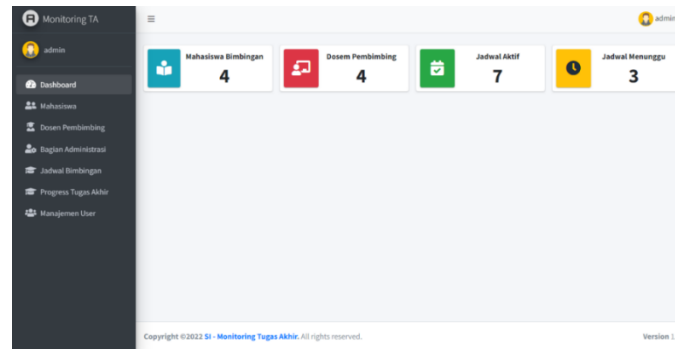 Monitoring TA
admin
admin
Dashboard
Mahasiswa
Dosen Pembimbing
Bagian Administrasi
Jadwal Bimbingan
Progress Tugas Akhir
Manajemen User
Mahasiswa Bimbingan
4
Dosem Pembimbing
4
Jadwal Aktif
7
Jadwal Menunggu
3
Copyright ©2022 SI - Monitoring Tugas Akhir. All rights reserved.
Version 1